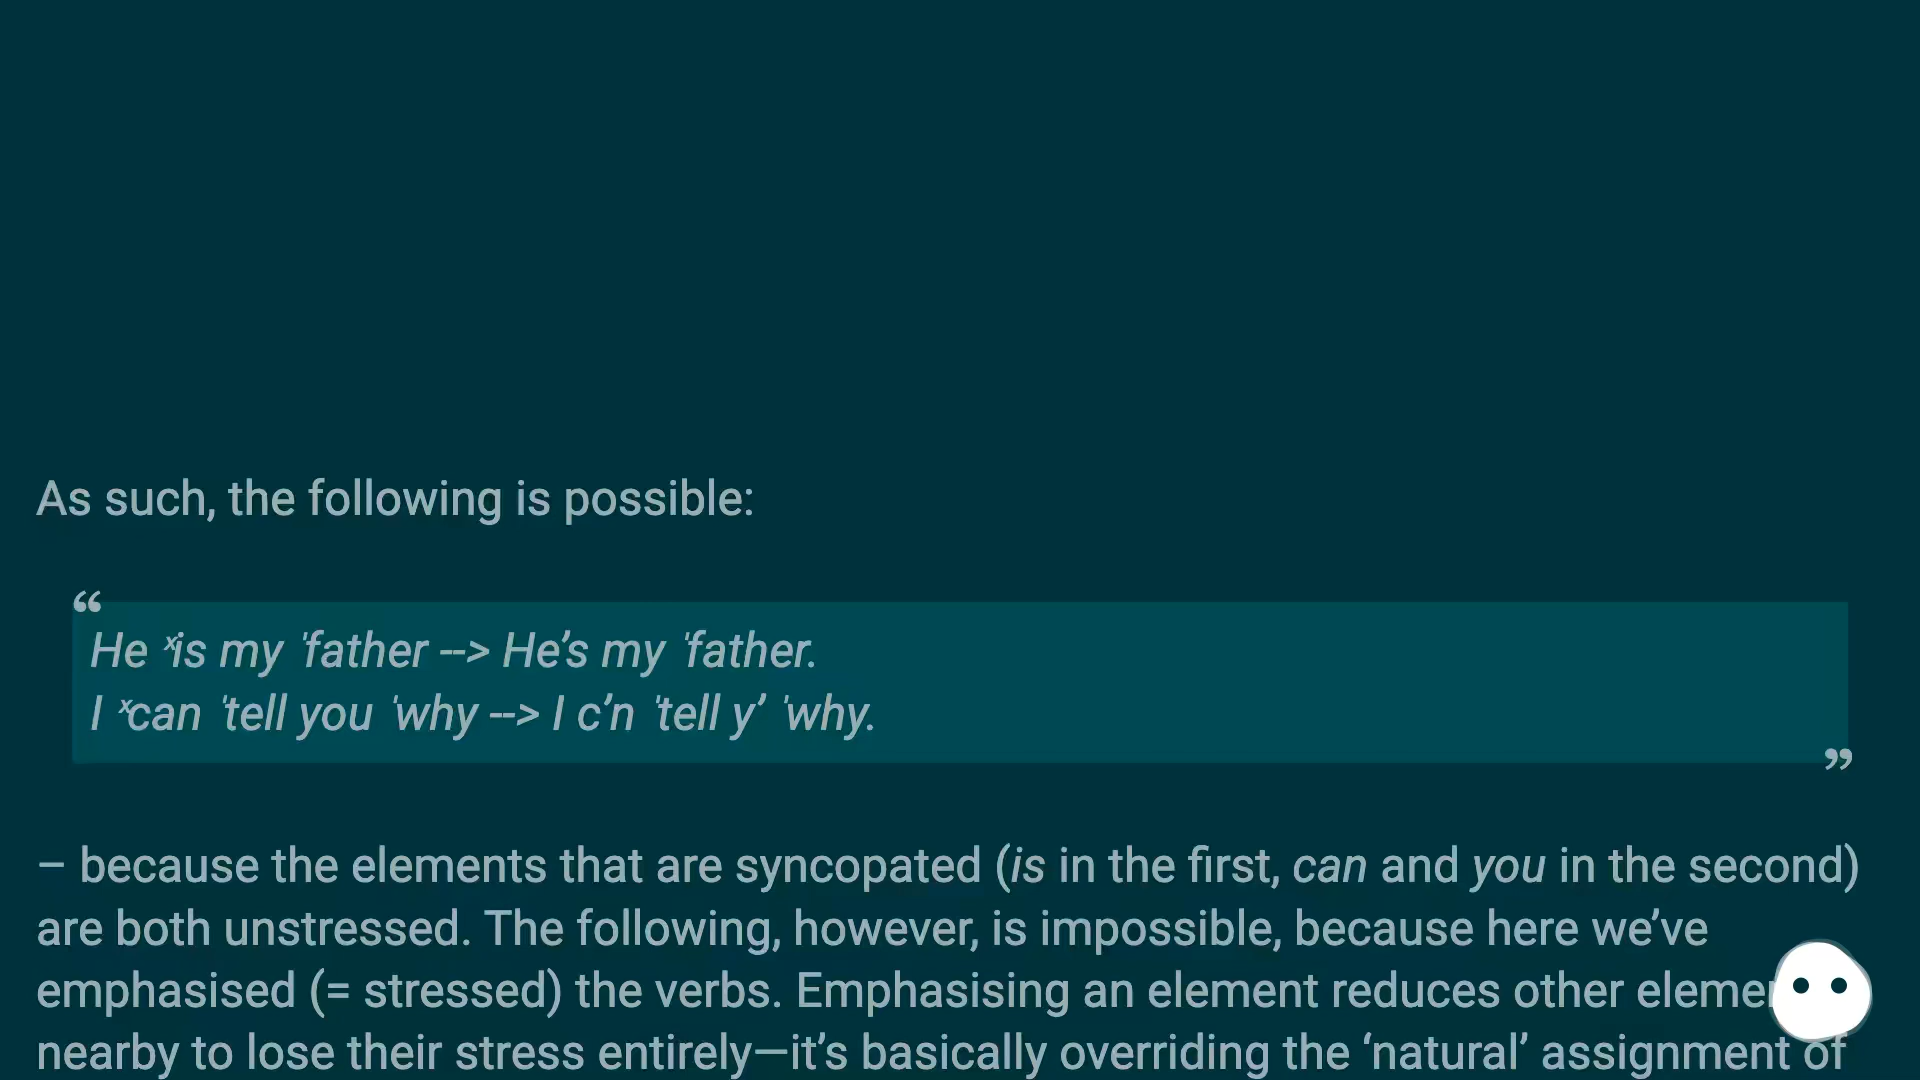 As such, the following is possible:
“
He ˣis my ˈfather --> He’s my ˈfather.
I ˣcan ˈtell you ˈwhy --> I c’n ˈtell y’ ˈwhy.
”
– because the elements that are syncopated (is in the first, can and you in the second)
are both unstressed. The following, however, is impossible, because here we’ve
emphasised (= stressed) the verbs. Emphasising an element reduces other
nearby to lose their stress entirely—it’s basically overriding the ‘natural’ assignment of